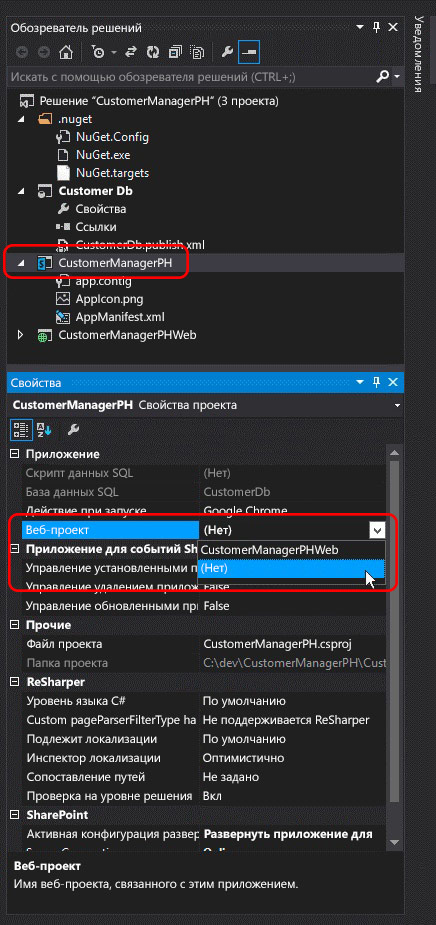 Обозреватель решений
Уведомления
Искать с помощью обозревателя решений (CTRL+;)
Решение "CustomerManagerPH" (3 проекта)
.nuget
NuGet.Config
NuGet.exe
NuGet.targets
Customer Db
Свойства
Ссылки
CustomerDb.publish.xml
CustomerManagerPH
app.config
AppIcon.png
AppManifest.xml
CustomerManagerPHWeb
Свойства
CustomerManagerPH Свойства проекта
Приложение
Скрипт данных SQL (Нет)
База данных SQL CustomerDb
Действие при запуске Google Chrome
Веб-проект (Нет)
Приложение для событий Sh
CustomerManagerPHWeb
Управление установленными п (Нет)
Управление удалением прилож False
Управление обновленными пр False
Прочие
Файл проекта CustomerManagerPH.csproj
Папка проекта C:\dev\CustomerManagerPH\Cust
ReSharper
Уровень языка C# По умолчанию
Custom pageParserFilterType на Не поддерживается ReSharper
Подлежит локализации По умолчанию
Инспектор локализации Оптимистично
Сопоставление путей Не задано
Проверка на уровне решения Вкл
SharePoint
Активная конфигурация развер Развернуть приложение для
Веб-проект
Имя веб-проекта, связанного с этим приложением.